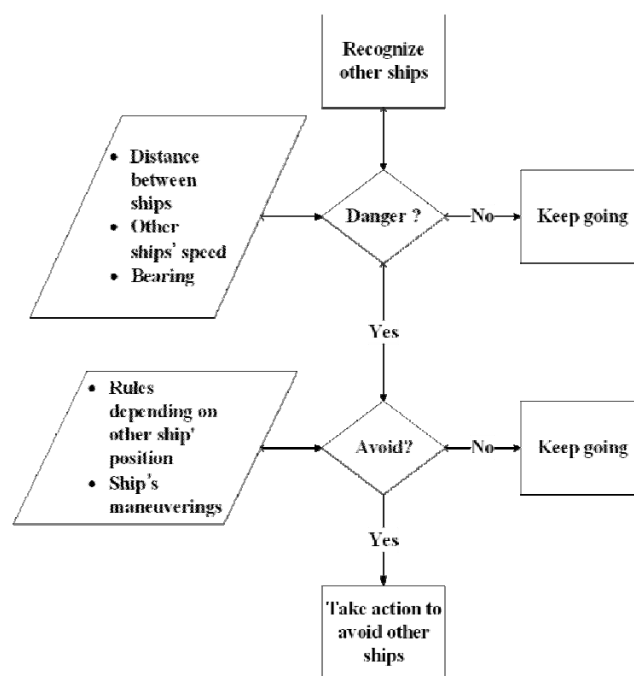 Recognize
other ships
• Distance
between
ships
• Other
ships' speed
• Bearing
Danger ?
No
Keep going
Yes
• Rules
depending on
other ship'
position
• Ship's
maneuverings
Avoid?
No
Keep going
Yes
Take action to
avoid other
ships